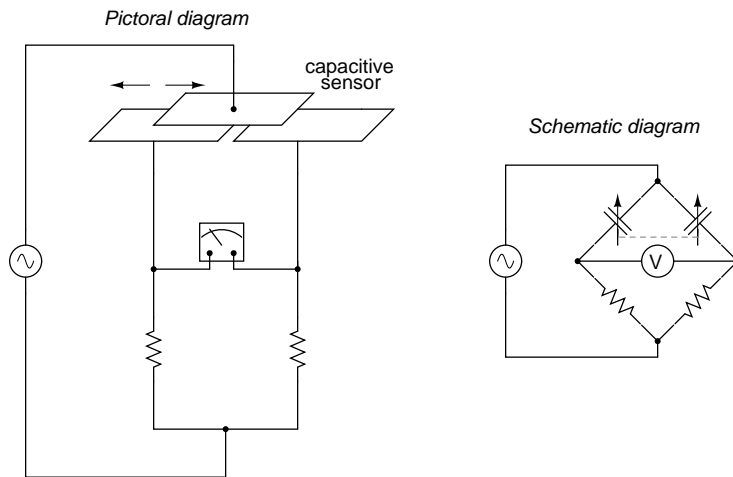 Pictoral diagram
capacitive
sensor
Schematic diagram
V